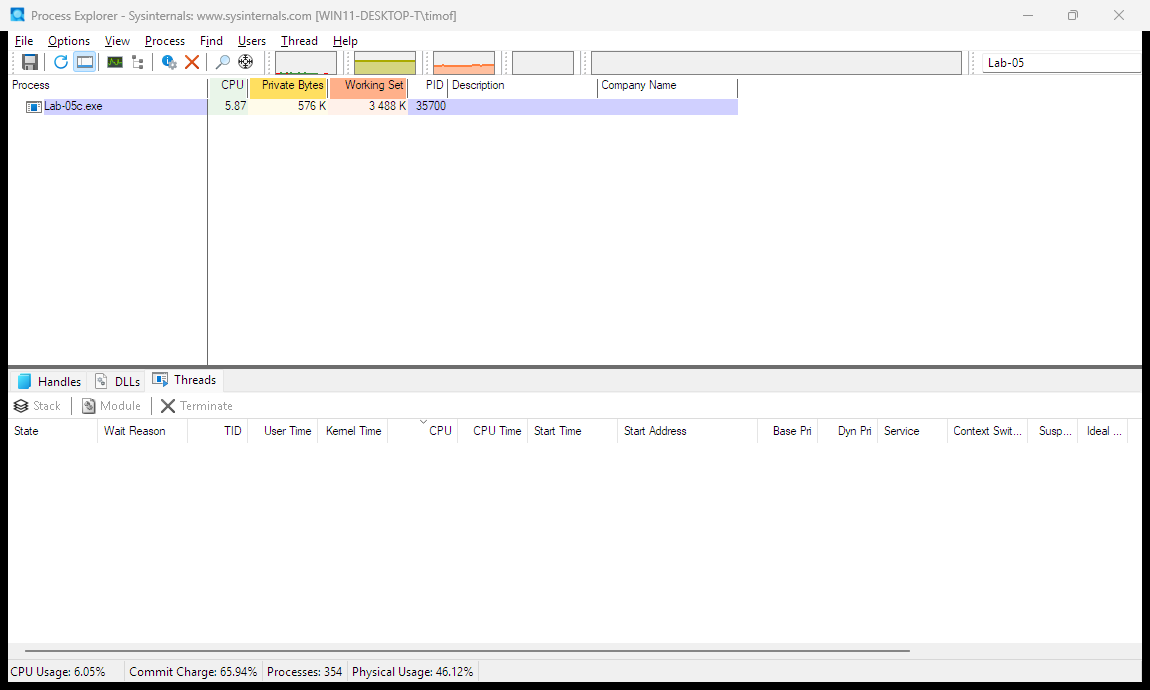 Process Explorer - Sysinternals: www.sysinternals.com [WIN11-DESKTOP-T\timof]
File Options View Process Find Users Thread Help
Lab-05
Process CPU Private Bytes Working Set PID Description Company Name
Lab-05c.exe 5.87 576 K 3 488 K 35700
Handles DLLs Threads
Stack Module Terminate
State Wait Reason TID User Time Kernel Time CPU CPU Time Start Time Start Address Base Pri Dyn Pri Service Context Swit... Susp... Ideal ...
CPU Usage: 6.05% Commit Charge: 65.94% Processes: 354 Physical Usage: 46.12%